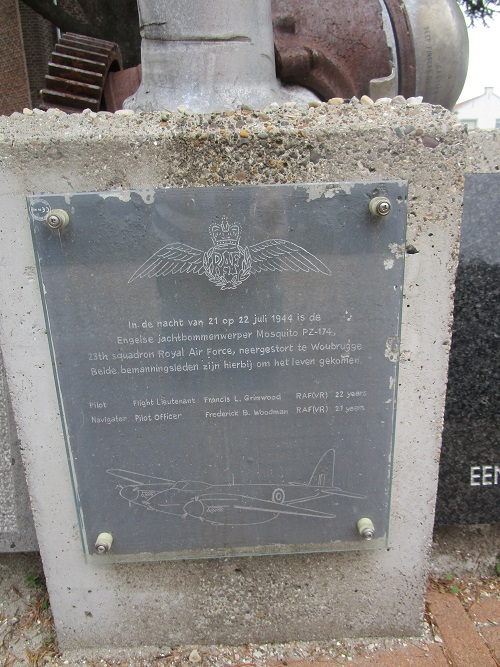 RAF
In de nacht van 21 op 22 juli 1944 is de
Engelse jachtbommenwerper Mosquito PZ-174,
23th squadron Royal Air Force, neergestort te Woubrugge
Beide bemanningsleden zijn hierbij om het leven gekomen.
Pilot Flight Lieutenant: Francis L. Grimwood RAF(VR) 22 years
Navigator Pilot Officer Frederick B. Woodman RAF(VR) 21 years
EEN